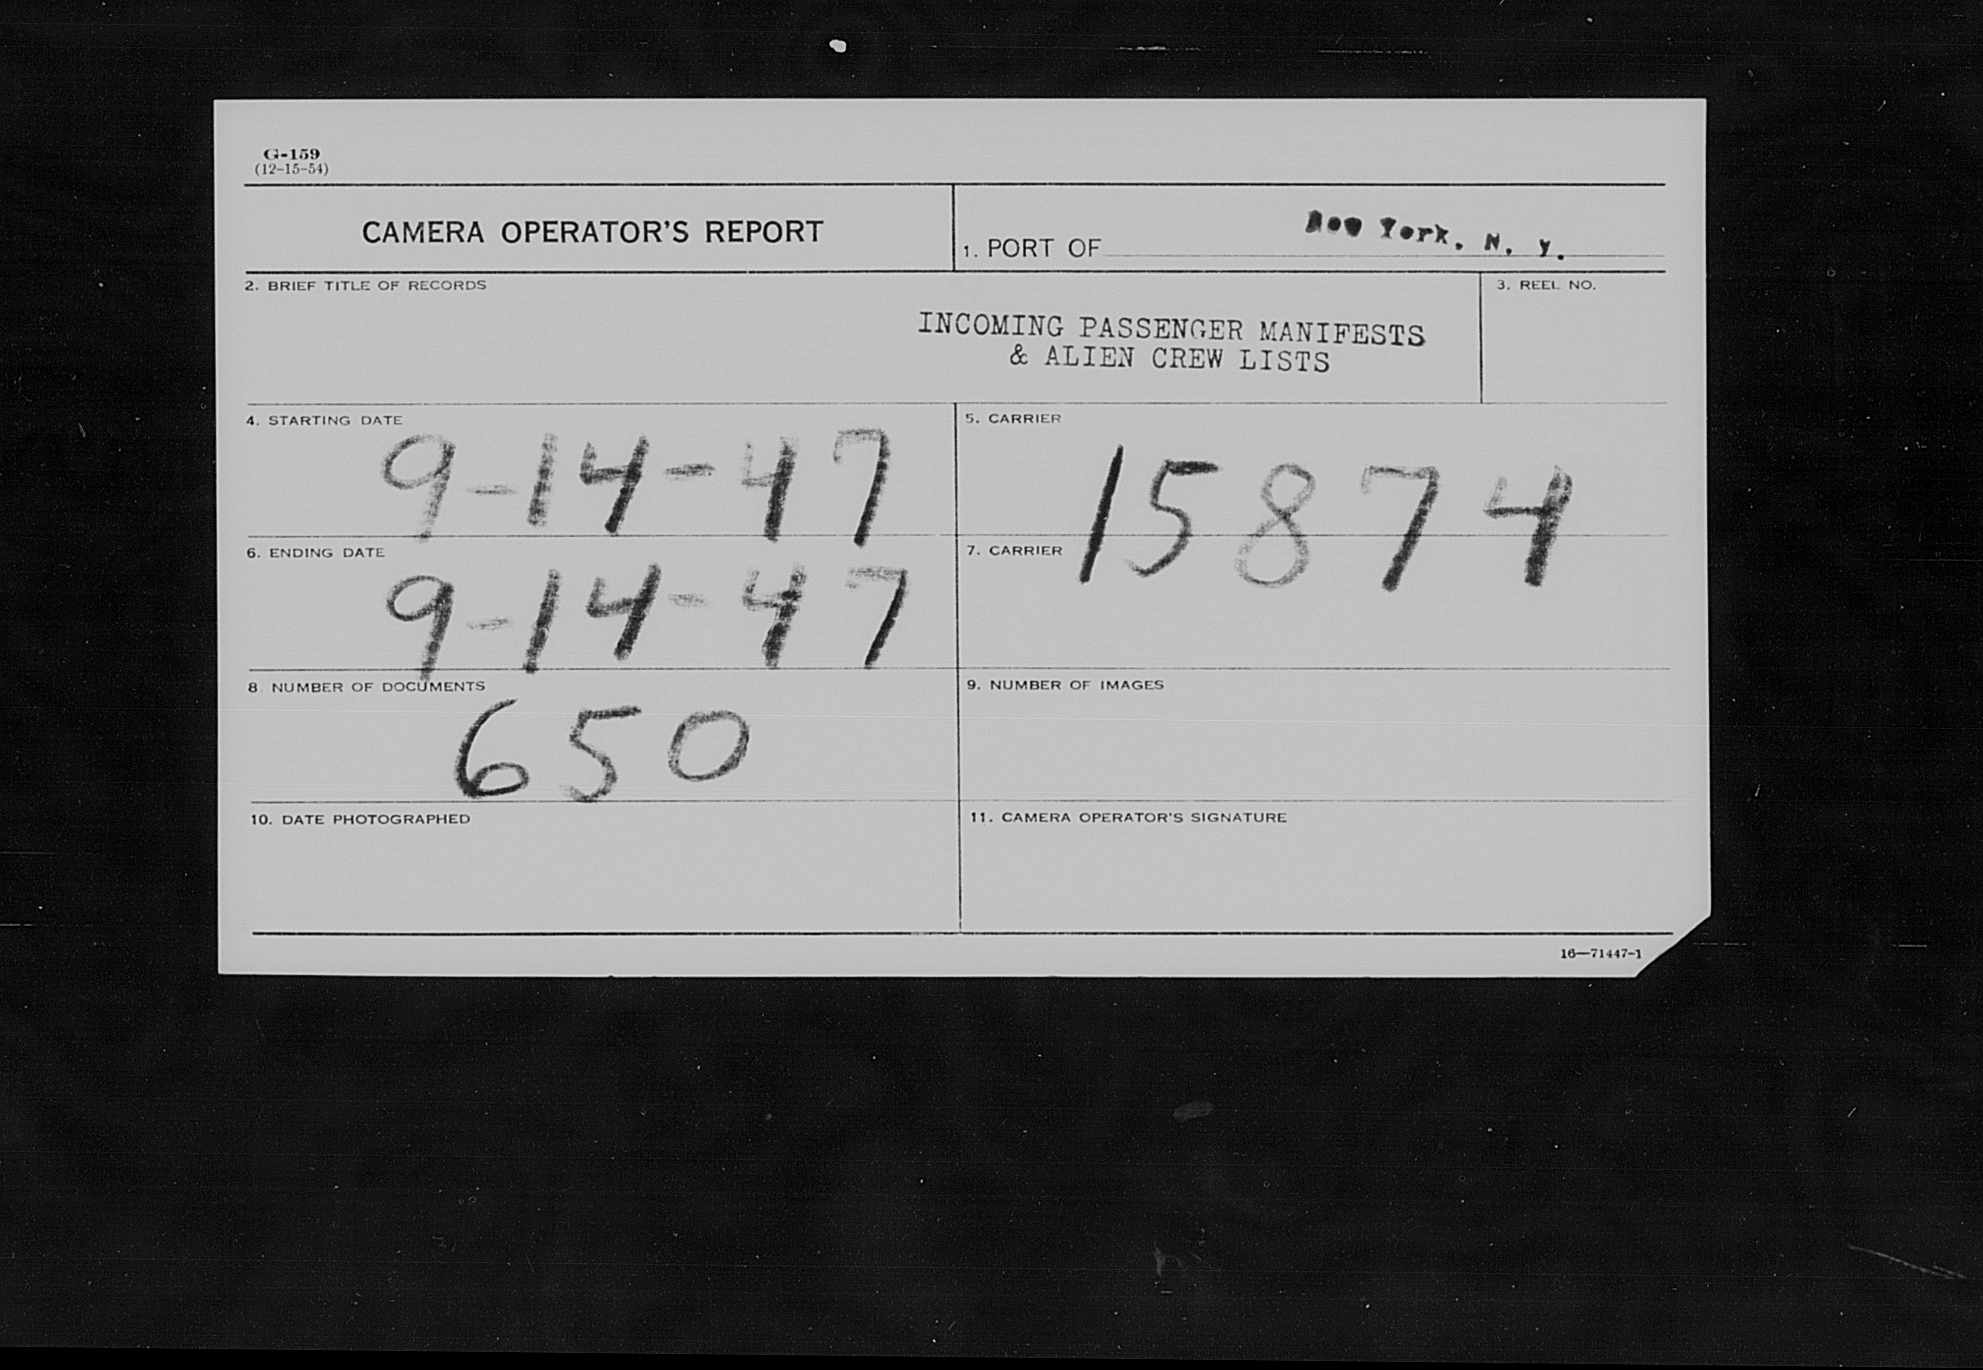 G-159
(12-15-54)
CAMERA OPERATOR'S REPORT
1. PORT OF New York, N. Y.
2. BRIEF TITLE OF RECORDS
INCOMING PASSENGER MANIFESTS
& ALIEN CREW LISTS
3. REEL NO.
4. STARTING DATE
9-14-47
5. CARRIER
15874
6. ENDING DATE
9-14-47
7. CARRIER
8. NUMBER OF DOCUMENTS
650
9. NUMBER OF IMAGES
10. DATE PHOTOGRAPHED
11. CAMERA OPERATOR'S SIGNATURE
16—71447-1